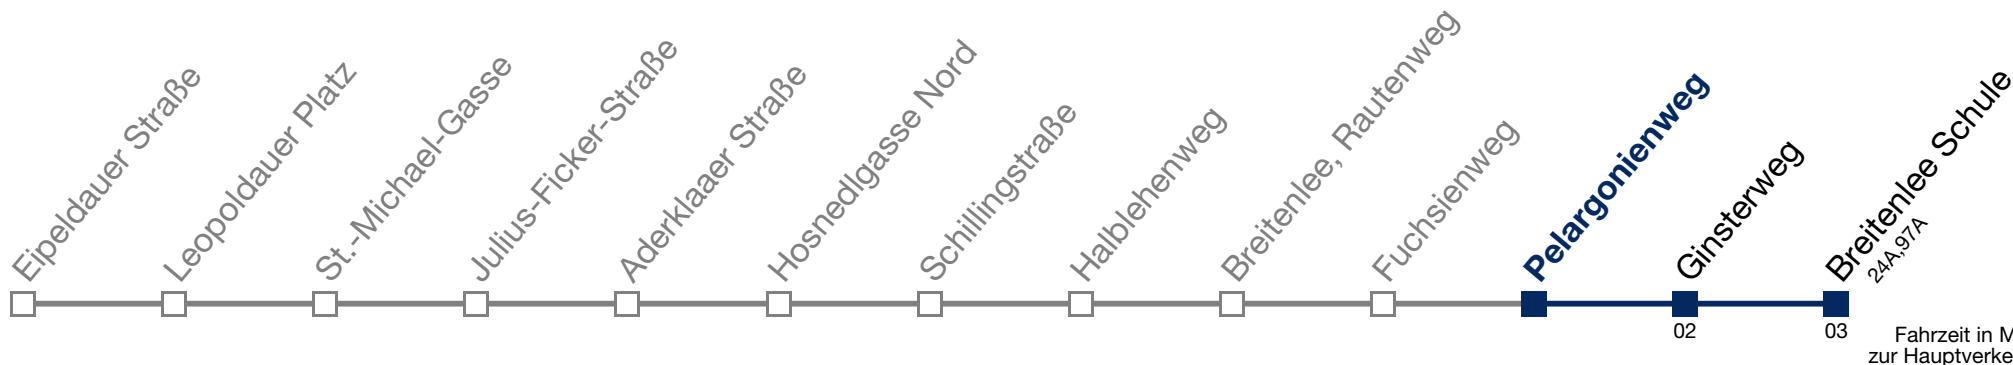 Eipeldauer Straße
Leopoldauer Platz
St.-Michael-Gasse
Julius-Ficker-Straße
Aderklaaer Straße
Hosnedlgasse Nord
Schillingstraße
Halblehenweg
Breitenlee, Rautenweg
Fuchsienweg
Pelargonienweg
Ginsterweg
Breitenlee Schule
24A,97A
02
03
Fahrzeit in M
zur Hauptverke